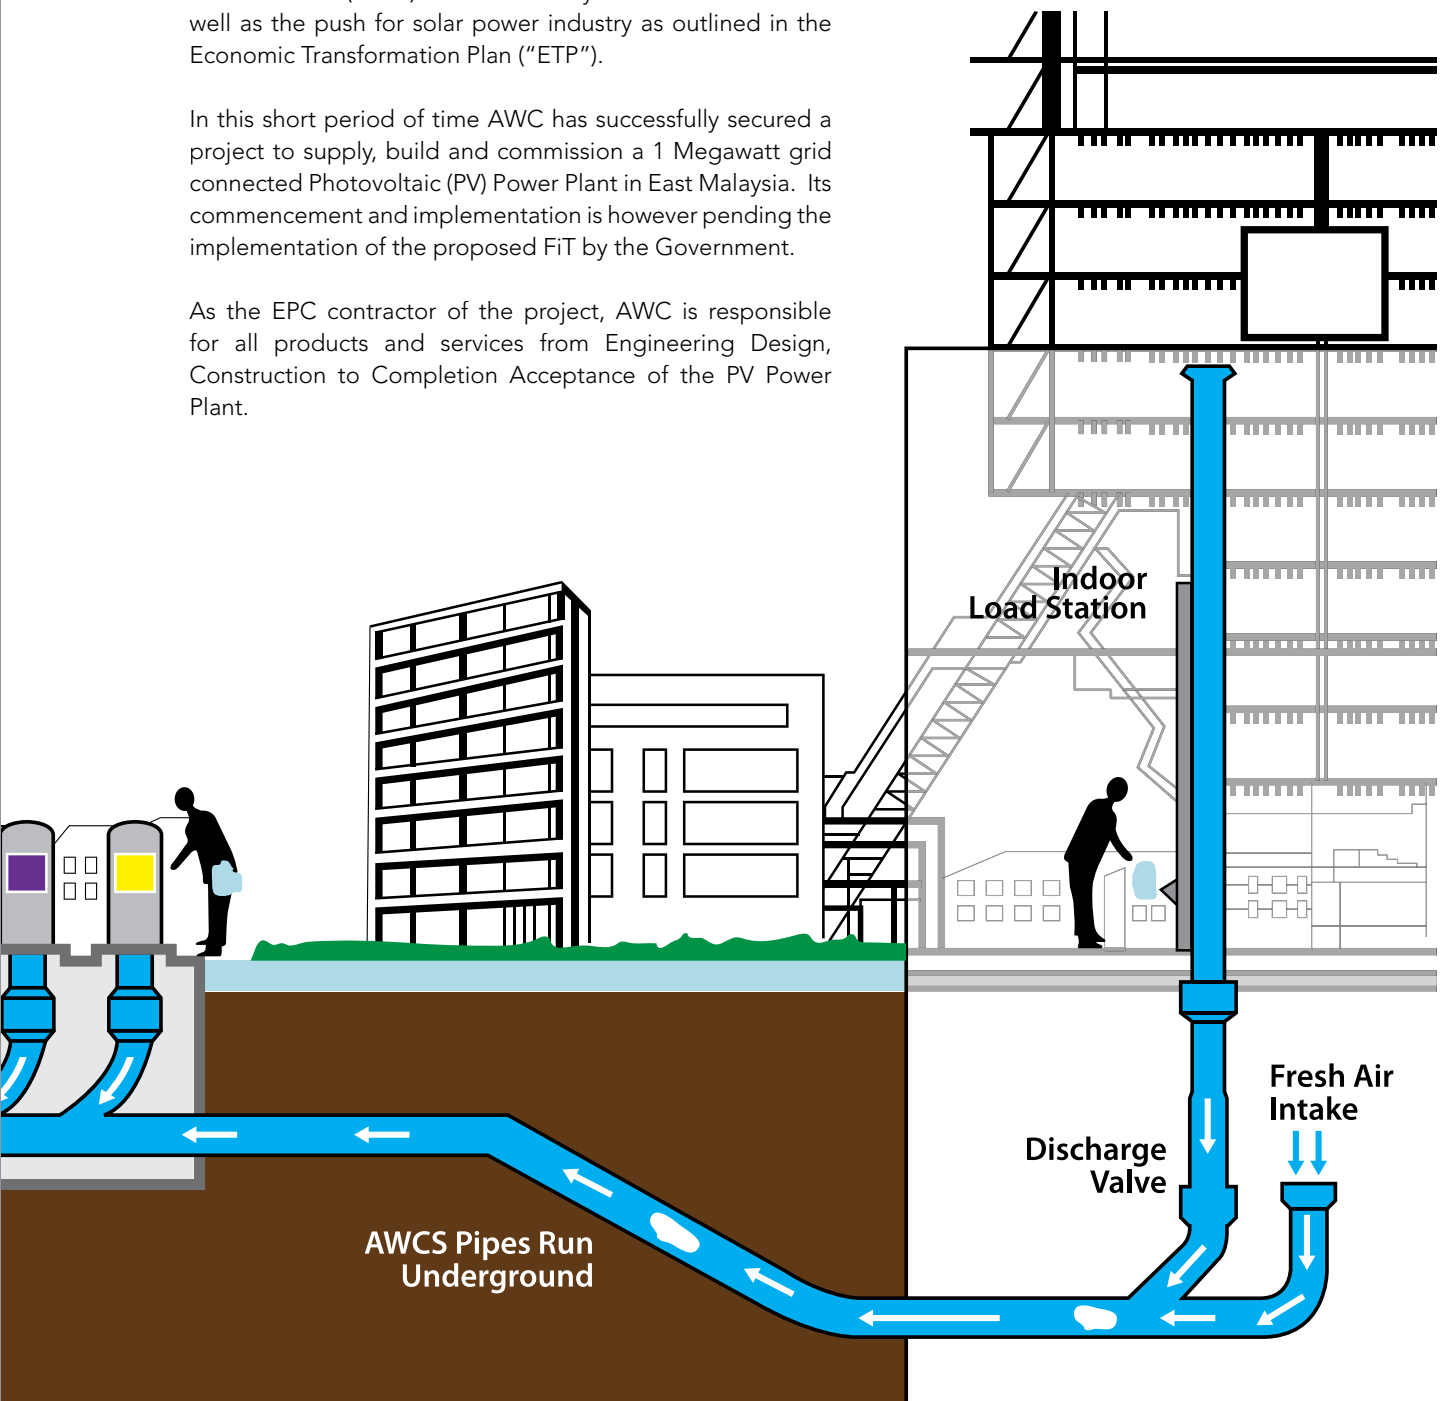 well as the push for solar power industry as outlined in the
Economic Transformation Plan (“ETP”).
In this short period of time AWC has successfully secured a
project to supply, build and commission a 1 Megawatt grid
connected Photovoltaic (PV) Power Plant in East Malaysia. Its
commencement and implementation is however pending the
implementation of the proposed FiT by the Government.
As the EPC contractor of the project, AWC is responsible
for all products and services from Engineering Design,
Construction to Completion Acceptance of the PV Power
Plant.
Indoor
Load Station
Fresh Air
Intake
Discharge
Valve
AWCS Pipes Run
Underground